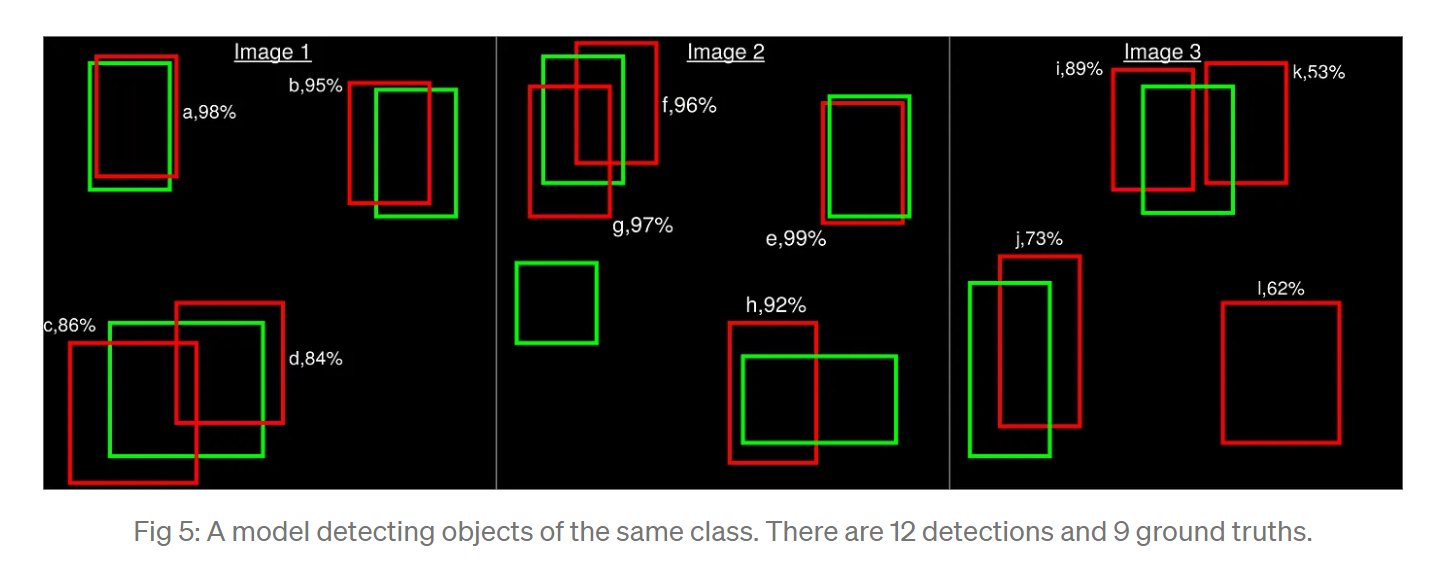 Image 1
Image 2
Image 3
a,98%
b,95%
c,86%
d,84%
f,96%
g,97%
e,99%
h,92%
i,89%
k,53%
j,73%
l,62%
Fig 5: A model detecting objects of the same class. There are 12 detections and 9 ground truths.